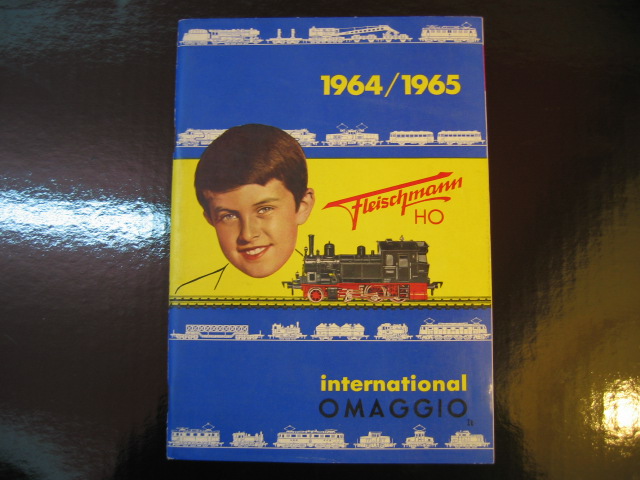 1964/1965
Fleischmann
HO
international
OMAGGIO